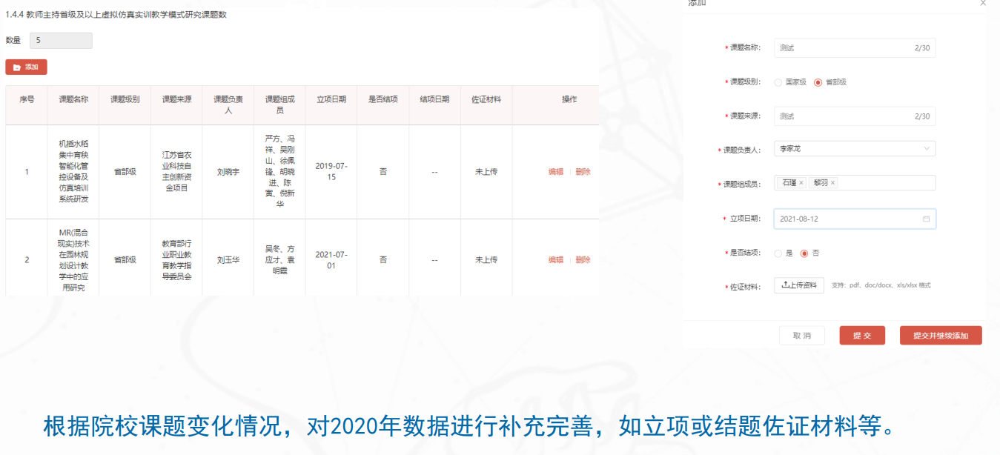 1.4.4 教师主持省级及以上虚拟仿真实训教学模式研究课题数
数量 5
添加
序号 课题名称 课题级别 课题来源 课题负责 课题组成 立项日期 是否结项 结项日期 佐证材料 操作
人 员
1
机插水稻
集中育秧
智能化管
控设备及
仿真培训
系统研发
省部级
江苏省农
业科技自
主创新资
金项目
刘晓宇
严方、冯
祥、吴刚
山、徐佩
锋、胡晓
进、陈
寅、倪新
华
2019-07-
15
否
--
未上传
编辑 | 删除
2
MR(混合
现实)技术
在园林规
划设计教
学中的应
用研究
省部级
教育部行
业职业教
育教学指
导委员会
刘玉华
吴冬、方
应才、袁
明霞
2021-07-
01
否
--
未上传
编辑 | 删除
添加 X
* 课题名称: 测试 2/30
* 课题级别: 国家级 省部级
* 课题来源: 测试 2/30
* 课题负责人: 李家龙
* 课题组成员: 石瑾 × 黎羽 ×
* 立项日期: 2021-08-12
* 是否结项: 是 否
* 佐证材料: 上传资料 支持: pdf、doc/docx、xls/xlsx 格式
取 消 提 交 提交并继续添加
根据院校课题变化情况，对2020年数据进行补充完善，如立项或结题佐证材料等。